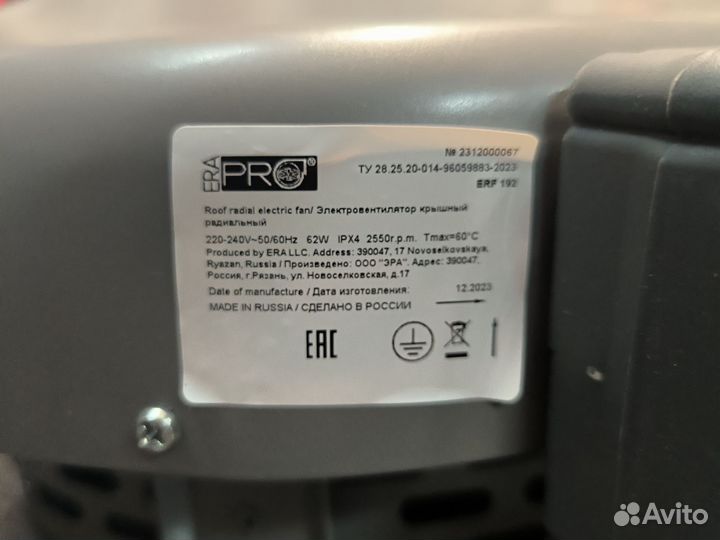 ERA PRO®
№ 2312000067
ТУ 28.25.20-014-96059883-2023
ERF 192
Roof radial electric fan/ Электровентилятор крышный
радиальный
220-240V~50/60Hz 62W IPX4 2550r.p.m. Tmax=60°C
Produced by ERA LLC. Address: 390047, 17 Novoselkovskaya,
Ryazan, Russia / Произведено: ООО "ЭРА". Адрес: 390047,
Россия, г.Рязань, ул. Новоселковская, д.17
Date of manufacture / Дата изготовления: 12.2023
MADE IN RUSSIA / СДЕЛАНО В РОССИИ
EAC
Avito